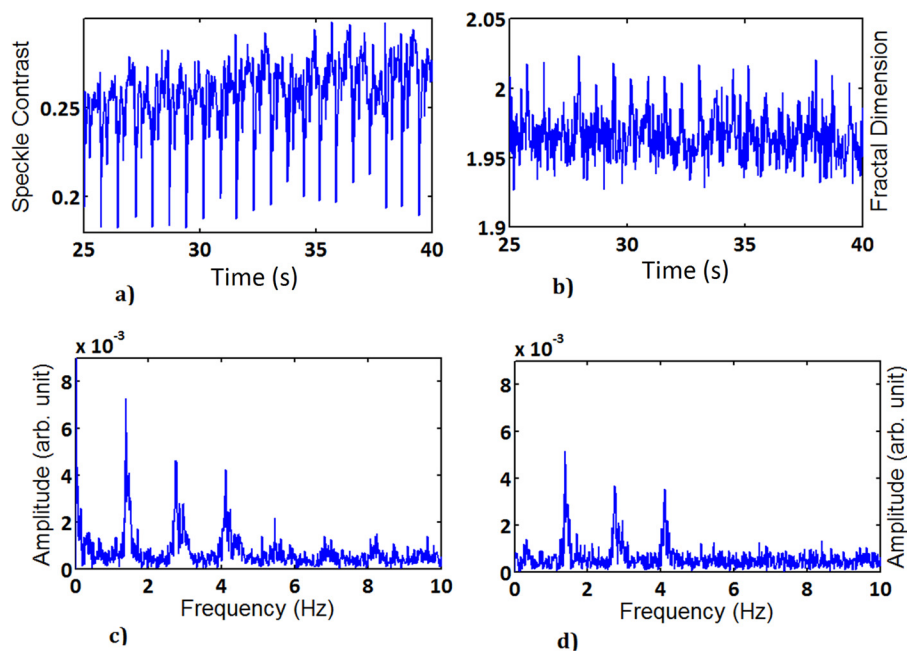 Speckle Contrast
0.25
0.2
25 30 35 40
Time (s)
a)
2.05
2
1.95
1.9
Fractal Dimension
25 30 35 40
Time (s)
b)
x 10⁻³
8
6
4
2
0
Amplitude (arb. unit)
0 2 4 6 8 10
Frequency (Hz)
c)
x 10⁻³
8
6
4
2
0
Amplitude (arb. unit)
0 2 4 6 8 10
Frequency (Hz)
d)